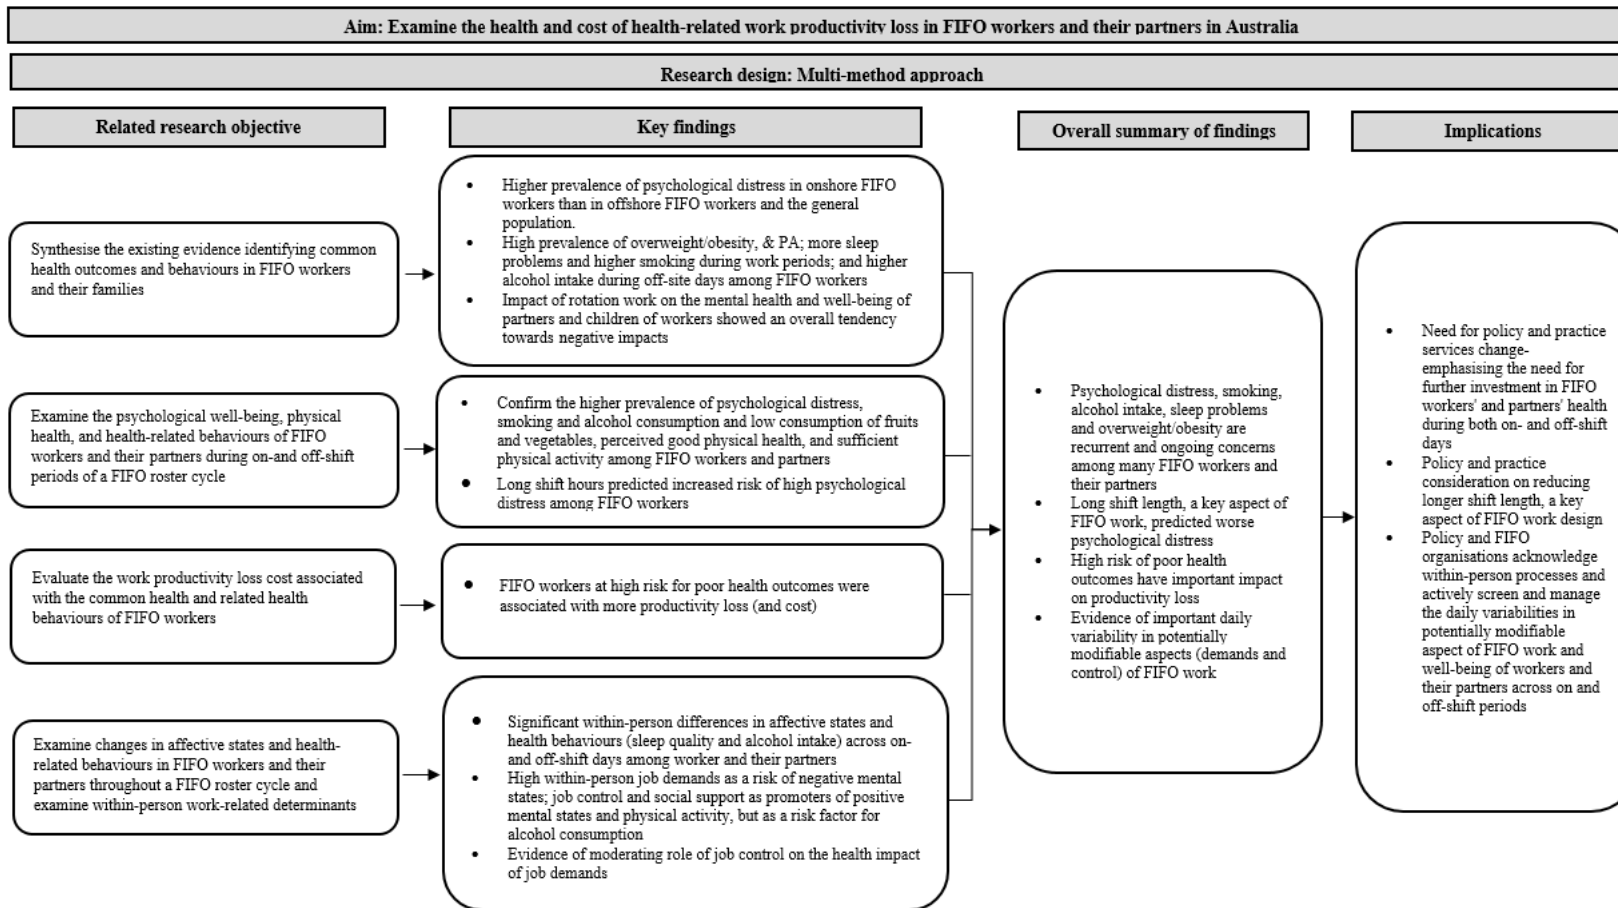 Aim: Examine the health and cost of health-related work productivity loss in FIFO workers and their partners in Australia
Research design: Multi-method approach
Related research objective
Key findings
Overall summary of findings
Implications
Synthesise the existing evidence identifying common
health outcomes and behaviours in FIFO workers
and their families
• Higher prevalence of psychological distress in onshore FIFO
workers than in offshore FIFO workers and the general
population.
• High prevalence of overweight/obesity, & PA; more sleep
problems and higher smoking during work periods; and higher
alcohol intake during off-site days among FIFO workers
• Impact of rotation work on the mental health and well-being of
partners and children of workers showed an overall tendency
towards negative impacts
Examine the psychological well-being, physical
health, and health-related behaviours of FIFO
workers and their partners during on-and off-shift
periods of a FIFO roster cycle
• Confirm the higher prevalence of psychological distress,
smoking and alcohol consumption and low consumption of fruits
and vegetables, perceived good physical health, and sufficient
physical activity among FIFO workers and partners
• Long shift hours predicted increased risk of high psychological
distress among FIFO workers
Evaluate the work productivity loss cost associated
with the common health and related health
behaviours of FIFO workers
• FIFO workers at high risk for poor health outcomes were
associated with more productivity loss (and cost)
Examine changes in affective states and health-
related behaviours in FIFO workers and their
partners throughout a FIFO roster cycle and
examine within-person work-related determinants
• Significant within-person differences in affective states and
health behaviours (sleep quality and alcohol intake) across on-
and off-shift days among worker and their partners
• High within-person job demands as a risk of negative mental
states; job control and social support as promoters of positive
mental states and physical activity, but as a risk factor for
alcohol consumption
• Evidence of moderating role of job control on the health impact
of job demands
• Psychological distress, smoking,
alcohol intake, sleep problems
and overweight/obesity are
recurrent and ongoing concerns
among many FIFO workers and
their partners
• Long shift length, a key aspect of
FIFO work, predicted worse
psychological distress
• High risk of poor health
outcomes have important impact
on productivity loss
• Evidence of important daily
variability in potentially
modifiable aspects (demands and
control) of FIFO work
• Need for policy and practice
services change-
emphasising the need for
further investment in FIFO
workers' and partners' health
during both on- and off-shift
days
• Policy and practice
consideration on reducing
longer shift length, a key
aspect of FIFO work design
• Policy and FIFO
organisations acknowledge
within-person processes and
actively screen and manage
the daily variabilities in
potentially modifiable
aspect of FIFO work and
well-being of workers and
their partners across on and
off-shift periods